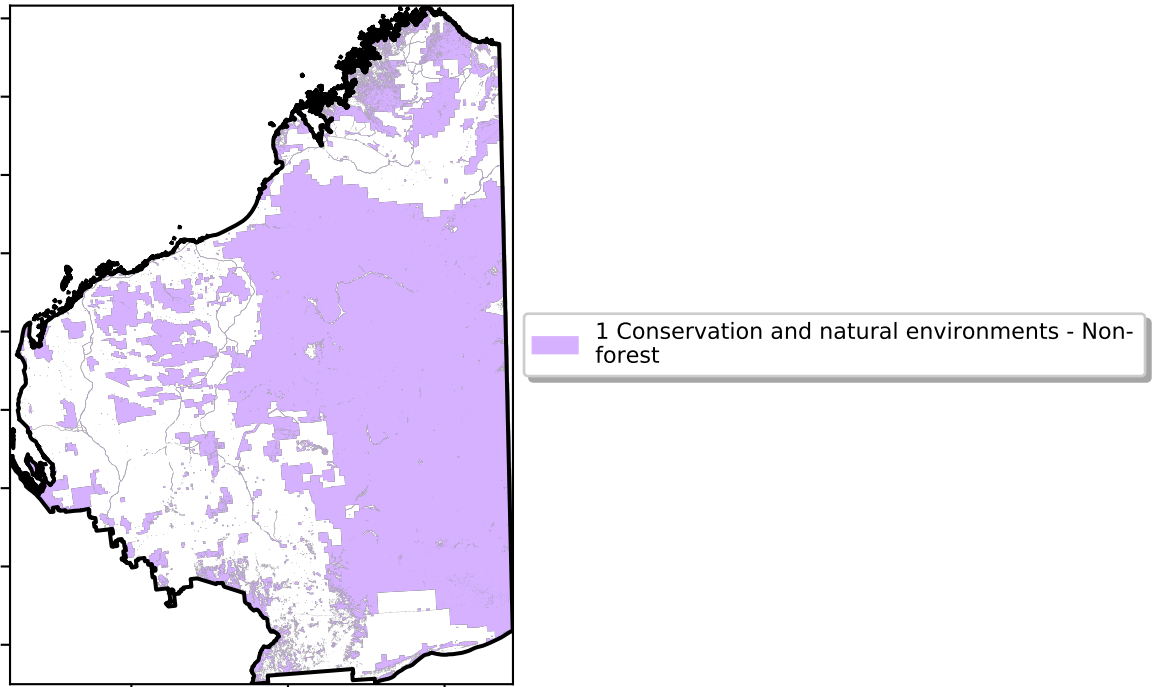 1 Conservation and natural environments - Non-
forest